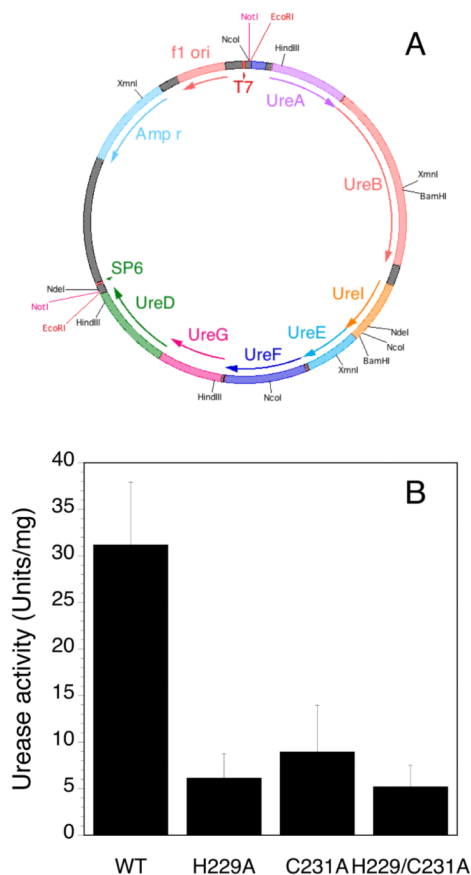 A
NotI
EcoRI
NcoI
HindIII
f1 ori
T7
UreA
XmnI
Amp r
UreB
XmnI
BamHI
SP6
NdeI
NotI
EcoRI
HindIII
UreD
UreI
UreE
UreG
UreF
NdeI
NcoI
BamHI
XmnI
HindIII
NcoI
B
Urease activity (Units/mg)
40
35
30
25
20
15
10
5
0
WT H229A C231A H229/C231A